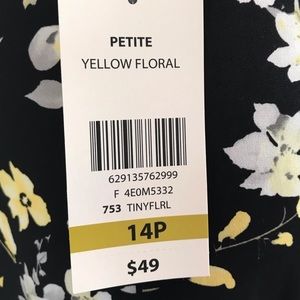 PETITE
YELLOW FLORAL
629135762999
F 4E0M5332
753 TINYFLRL
14P
$49